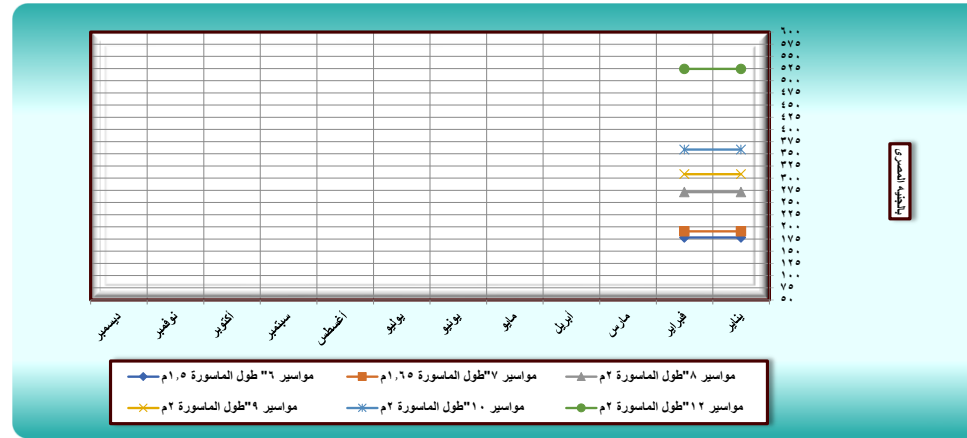 ٦٠٠
٥٧٥
٥٥٠
٥٢٥
٥٠٠
٤٧٥
٤٥٠
٤٢٥
٤٠٠
٣٧٥
٣٥٠
٣٢٥
٣٠٠
٢٧٥
٢٥٠
٢٢٥
٢٠٠
١٧٥
١٥٠
١٢٥
١٠٠
٧٥
٥٠
بالجنيه المصرى
يناير
فبراير
مارس
أبريل
مايو
يونيو
يوليو
أغسطس
سبتمبر
أكتوبر
نوفمبر
ديسمبر
مواسير ٦" طول الماسورة ١,٥م
مواسير ٧"طول الماسورة ١,٦٥م
مواسير ٨"طول الماسورة ٢م
مواسير ٩"طول الماسورة ٢م
مواسير ١٠"طول الماسورة ٢م
مواسير ١٢"طول الماسورة ٢م